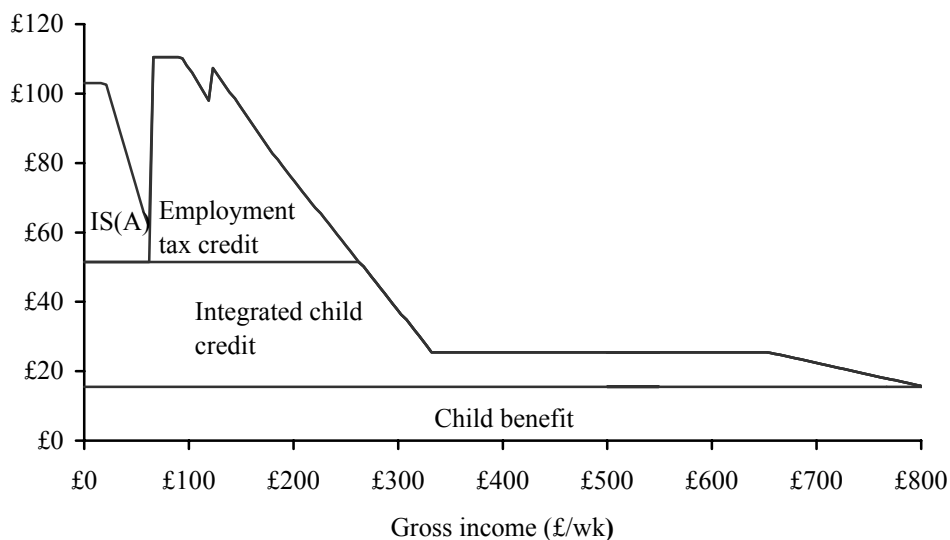 £120
£100
£80
£60
£40
£20
£0
IS(A)
Employment
tax credit
Integrated child
credit
Child benefit
£0 £100 £200 £300 £400 £500 £600 £700 £800
Gross income (£/wk)